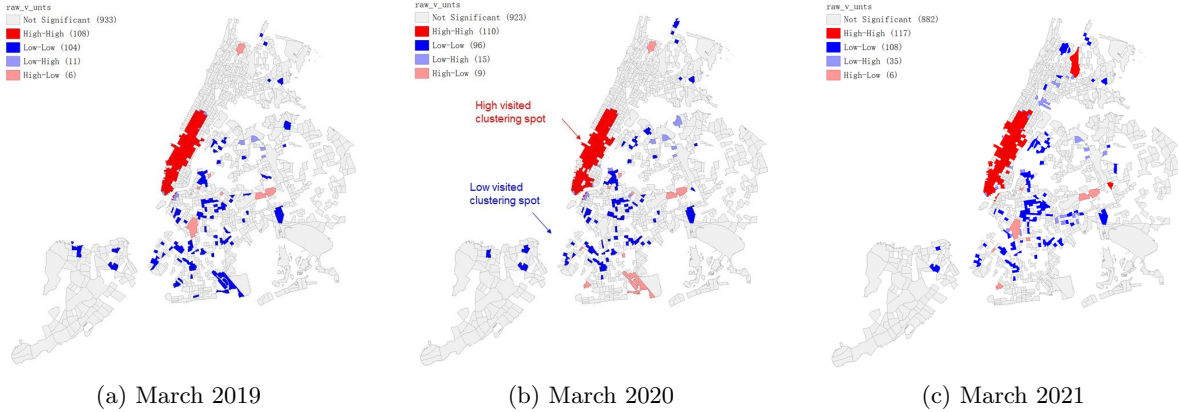 raw_v_unts
Not Significant (933)
High-High (108)
Low-Low (104)
Low-High (11)
High-Low (6)
(a) March 2019
raw_v_unts
Not Significant (923)
High-High (110)
Low-Low (96)
Low-High (15)
High-Low (9)
High visited
clustering spot
Low visited
clustering spot
(b) March 2020
raw_v_unts
Not Significant (882)
High-High (117)
Low-Low (108)
Low-High (35)
High-Low (6)
(c) March 2021